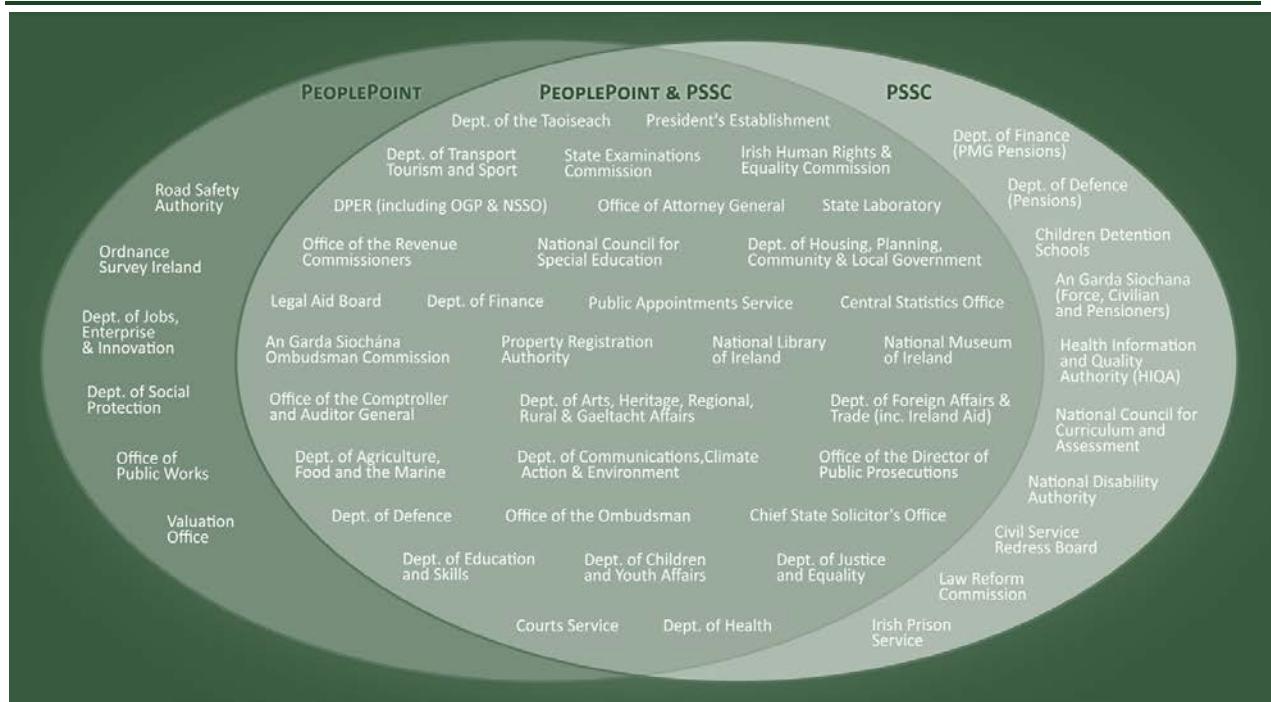 PEOPLEPOINT
PEOPLEPOINT & PSSC
PSSC
Dept. of the Taoiseach
President's Establishment
Dept. of Transport
Tourism and Sport
State Examinations
Commission
Irish Human Rights &
Equality Commission
DPER (including OGP & NSSO)
Office of Attorney General
State Laboratory
Office of the Revenue
Commissioners
National Council for
Special Education
Dept. of Housing, Planning,
Community & Local Government
Legal Aid Board
Dept. of Finance
Public Appointments Service
Central Statistics Office
An Garda Siochána
Ombudsman Commission
Property Registration
Authority
National Library
of Ireland
National Museum
of Ireland
Office of the Comptroller
and Auditor General
Dept. of Arts, Heritage, Regional,
Rural & Gaeltacht Affairs
Dept. of Foreign Affairs &
Trade (inc. Ireland Aid)
Dept. of Agriculture,
Food and the Marine
Dept. of Communications,Climate
Action & Environment
Office of the Director of
Public Prosecutions
Dept. of Defence
Office of the Ombudsman
Chief State Solicitor's Office
Dept. of Education
and Skills
Dept. of Children
and Youth Affairs
Dept. of Justice
and Equality
Courts Service
Dept. of Health
Road Safety
Authority
Ordnance
Survey Ireland
Dept. of Jobs,
Enterprise
& Innovation
Dept. of Social
Protection
Office of
Public Works
Valuation
Office
Dept. of Finance
(PMG Pensions)
Dept. of Defence
(Pensions)
Children Detention
Schools
An Garda Siochana
(Force, Civilian
and Pensioners)
Health Information
and Quality
Authority (HIQA)
National Council for
Curriculum and
Assessment
National Disability
Authority
Civil Service
Redress Board
Law Reform
Commission
Irish Prison
Service